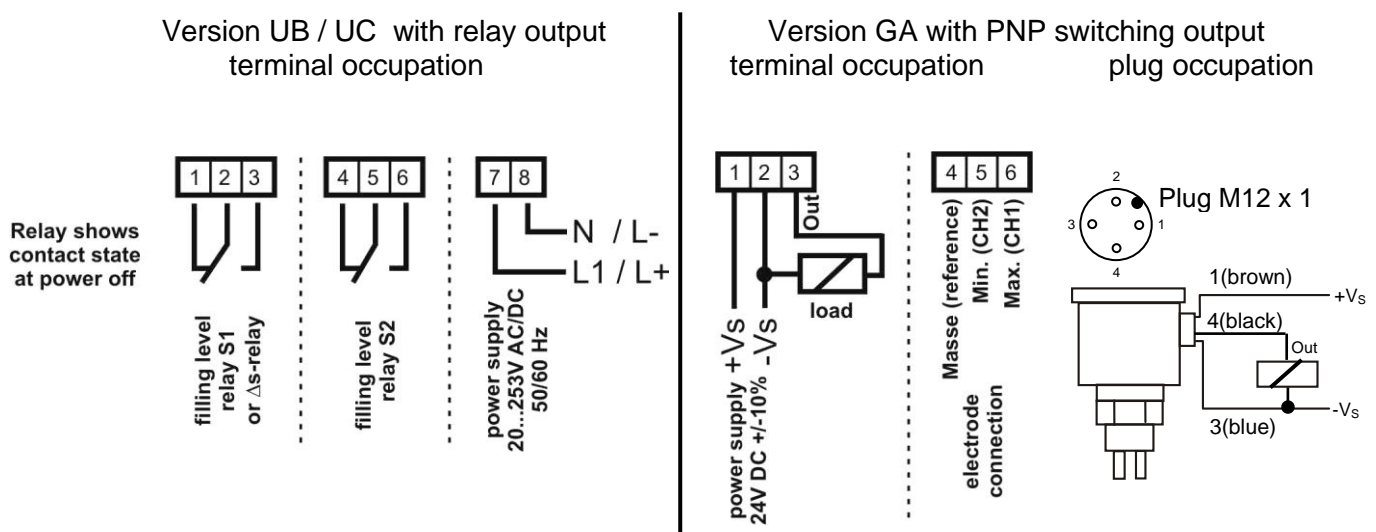 Version UB / UC with relay output
terminal occupation
Relay shows
contact state
at power off
1 2 3
filling level
relay S1
or Δs-relay
4 5 6
filling level
relay S2
7 8
N / L-
L1 / L+
power supply
20...253V AC/DC
50/60 Hz
Version GA with PNP switching output
terminal occupation
plug occupation
1 2 3
Out
load
+Vs
-Vs
power supply
24V DC +/-10%
4 5 6
Masse (reference)
Min. (CH2)
Max. (CH1)
electrode
connection
2
Plug M12 x 1
3
1
4
1(brown)
+Vs
4(black)
Out
-Vs
3(blue)